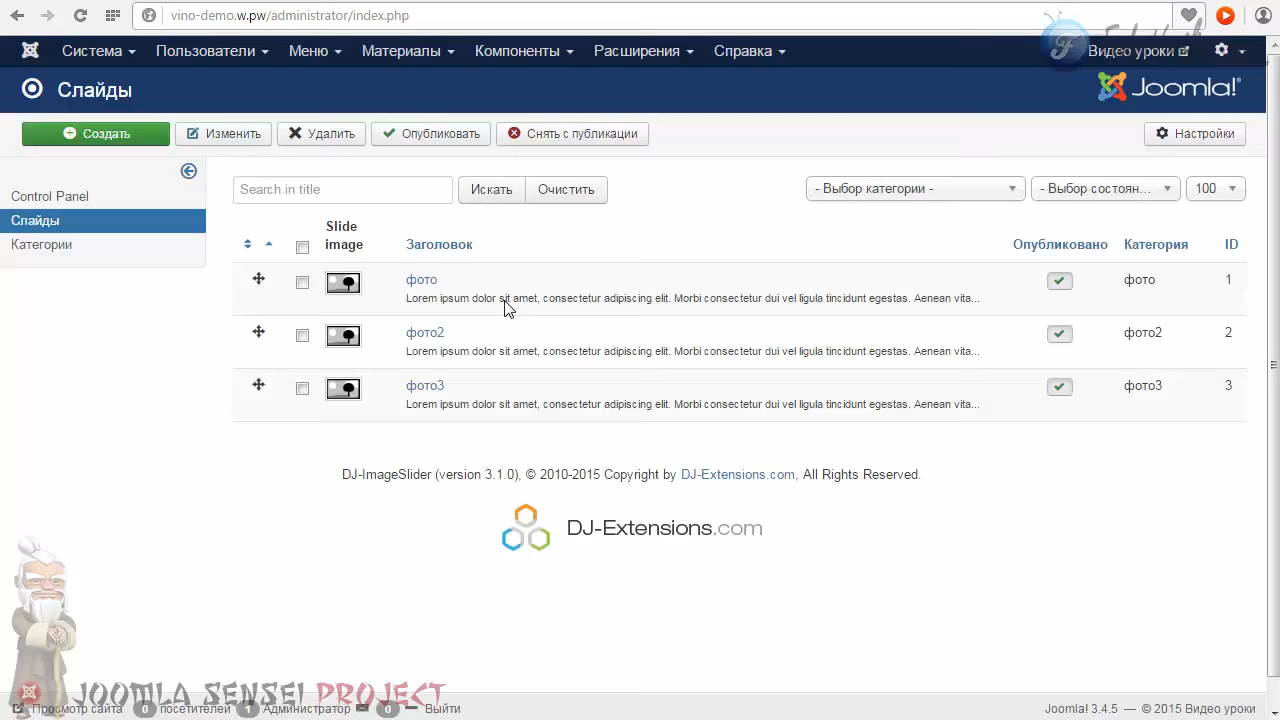 vino-demo.w.pw/administrator/index.php
Система Пользователи Меню Материалы Компоненты Расширения Справка Видео уроки
Слайды Joomla!
Создать Изменить Удалить Опубликовать Снять с публикации Настройки
Control Panel
Слайды
Категории
Search in title Искать Очистить - Выбор категории - - Выбор состоян... 100
Slide image Заголовок Опубликовано Категория ID
фото фото 1
Lorem ipsum dolor sit amet, consectetur adipiscing elit. Morbi consectetur dui vel ligula tincidunt egestas. Aenean vita...
фото2 фото2 2
Lorem ipsum dolor sit amet, consectetur adipiscing elit. Morbi consectetur dui vel ligula tincidunt egestas. Aenean vita...
фото3 фото3 3
Lorem ipsum dolor sit amet, consectetur adipiscing elit. Morbi consectetur dui vel ligula tincidunt egestas. Aenean vita...
DJ-ImageSlider (version 3.1.0), © 2010-2015 Copyright by DJ-Extensions.com, All Rights Reserved.
DJ-Extensions.com
JOOMLA SENSEI PROJECT
Просмотр сайта 0 посетителей 1 Администратор 0 Выйти Joomla! 3.4.5 — © 2015 Видео уроки